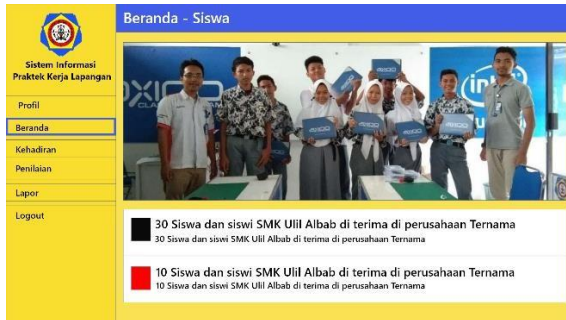 Beranda - Siswa
Sistem Informasi
Praktek Kerja Lapangan
Profil
Beranda
Kehadiran
Penilaian
Lapor
Logout
AXIOO
intel
30 Siswa dan siswi SMK Ulil Albab di terima di perusahaan Ternama
30 Siswa dan siswi SMK Ulil Albab di terima di perusahaan Ternama
10 Siswa dan siswi SMK Ulil Albab di terima di perusahaan Ternama
10 Siswa dan siswi SMK Ulil Albab di terima di perusahaan Ternama